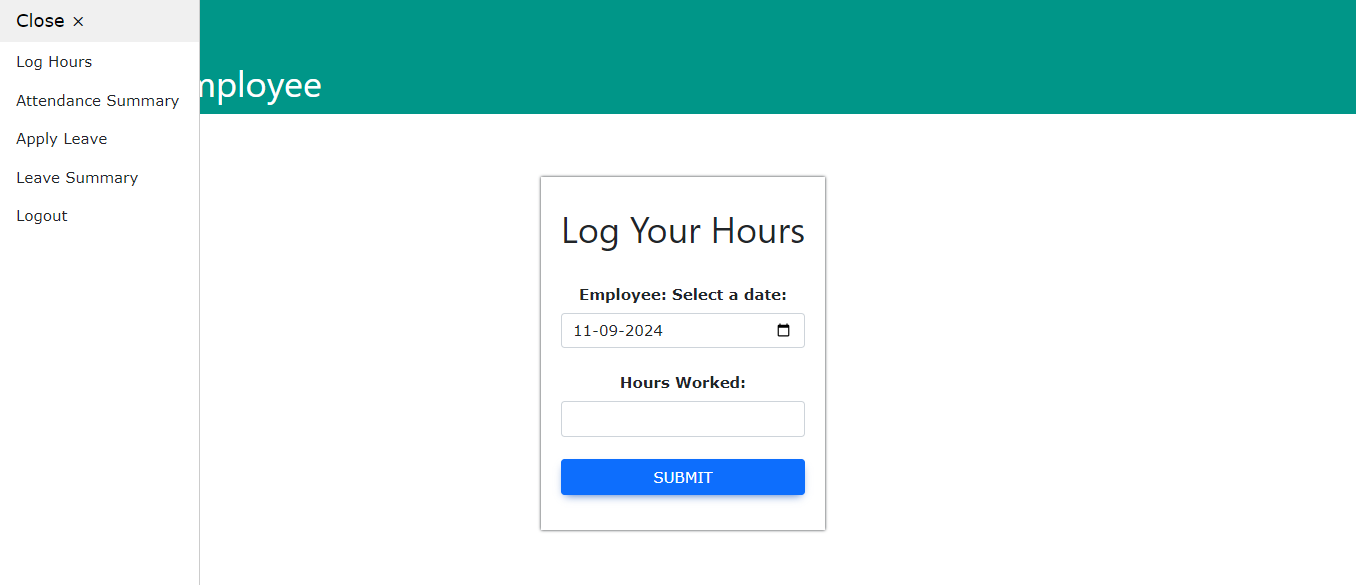 Close ×
Log Hours
Attendance Summary
Apply Leave
Leave Summary
Logout
mployee
Log Your Hours
Employee: Select a date:
11-09-2024
Hours Worked:
SUBMIT